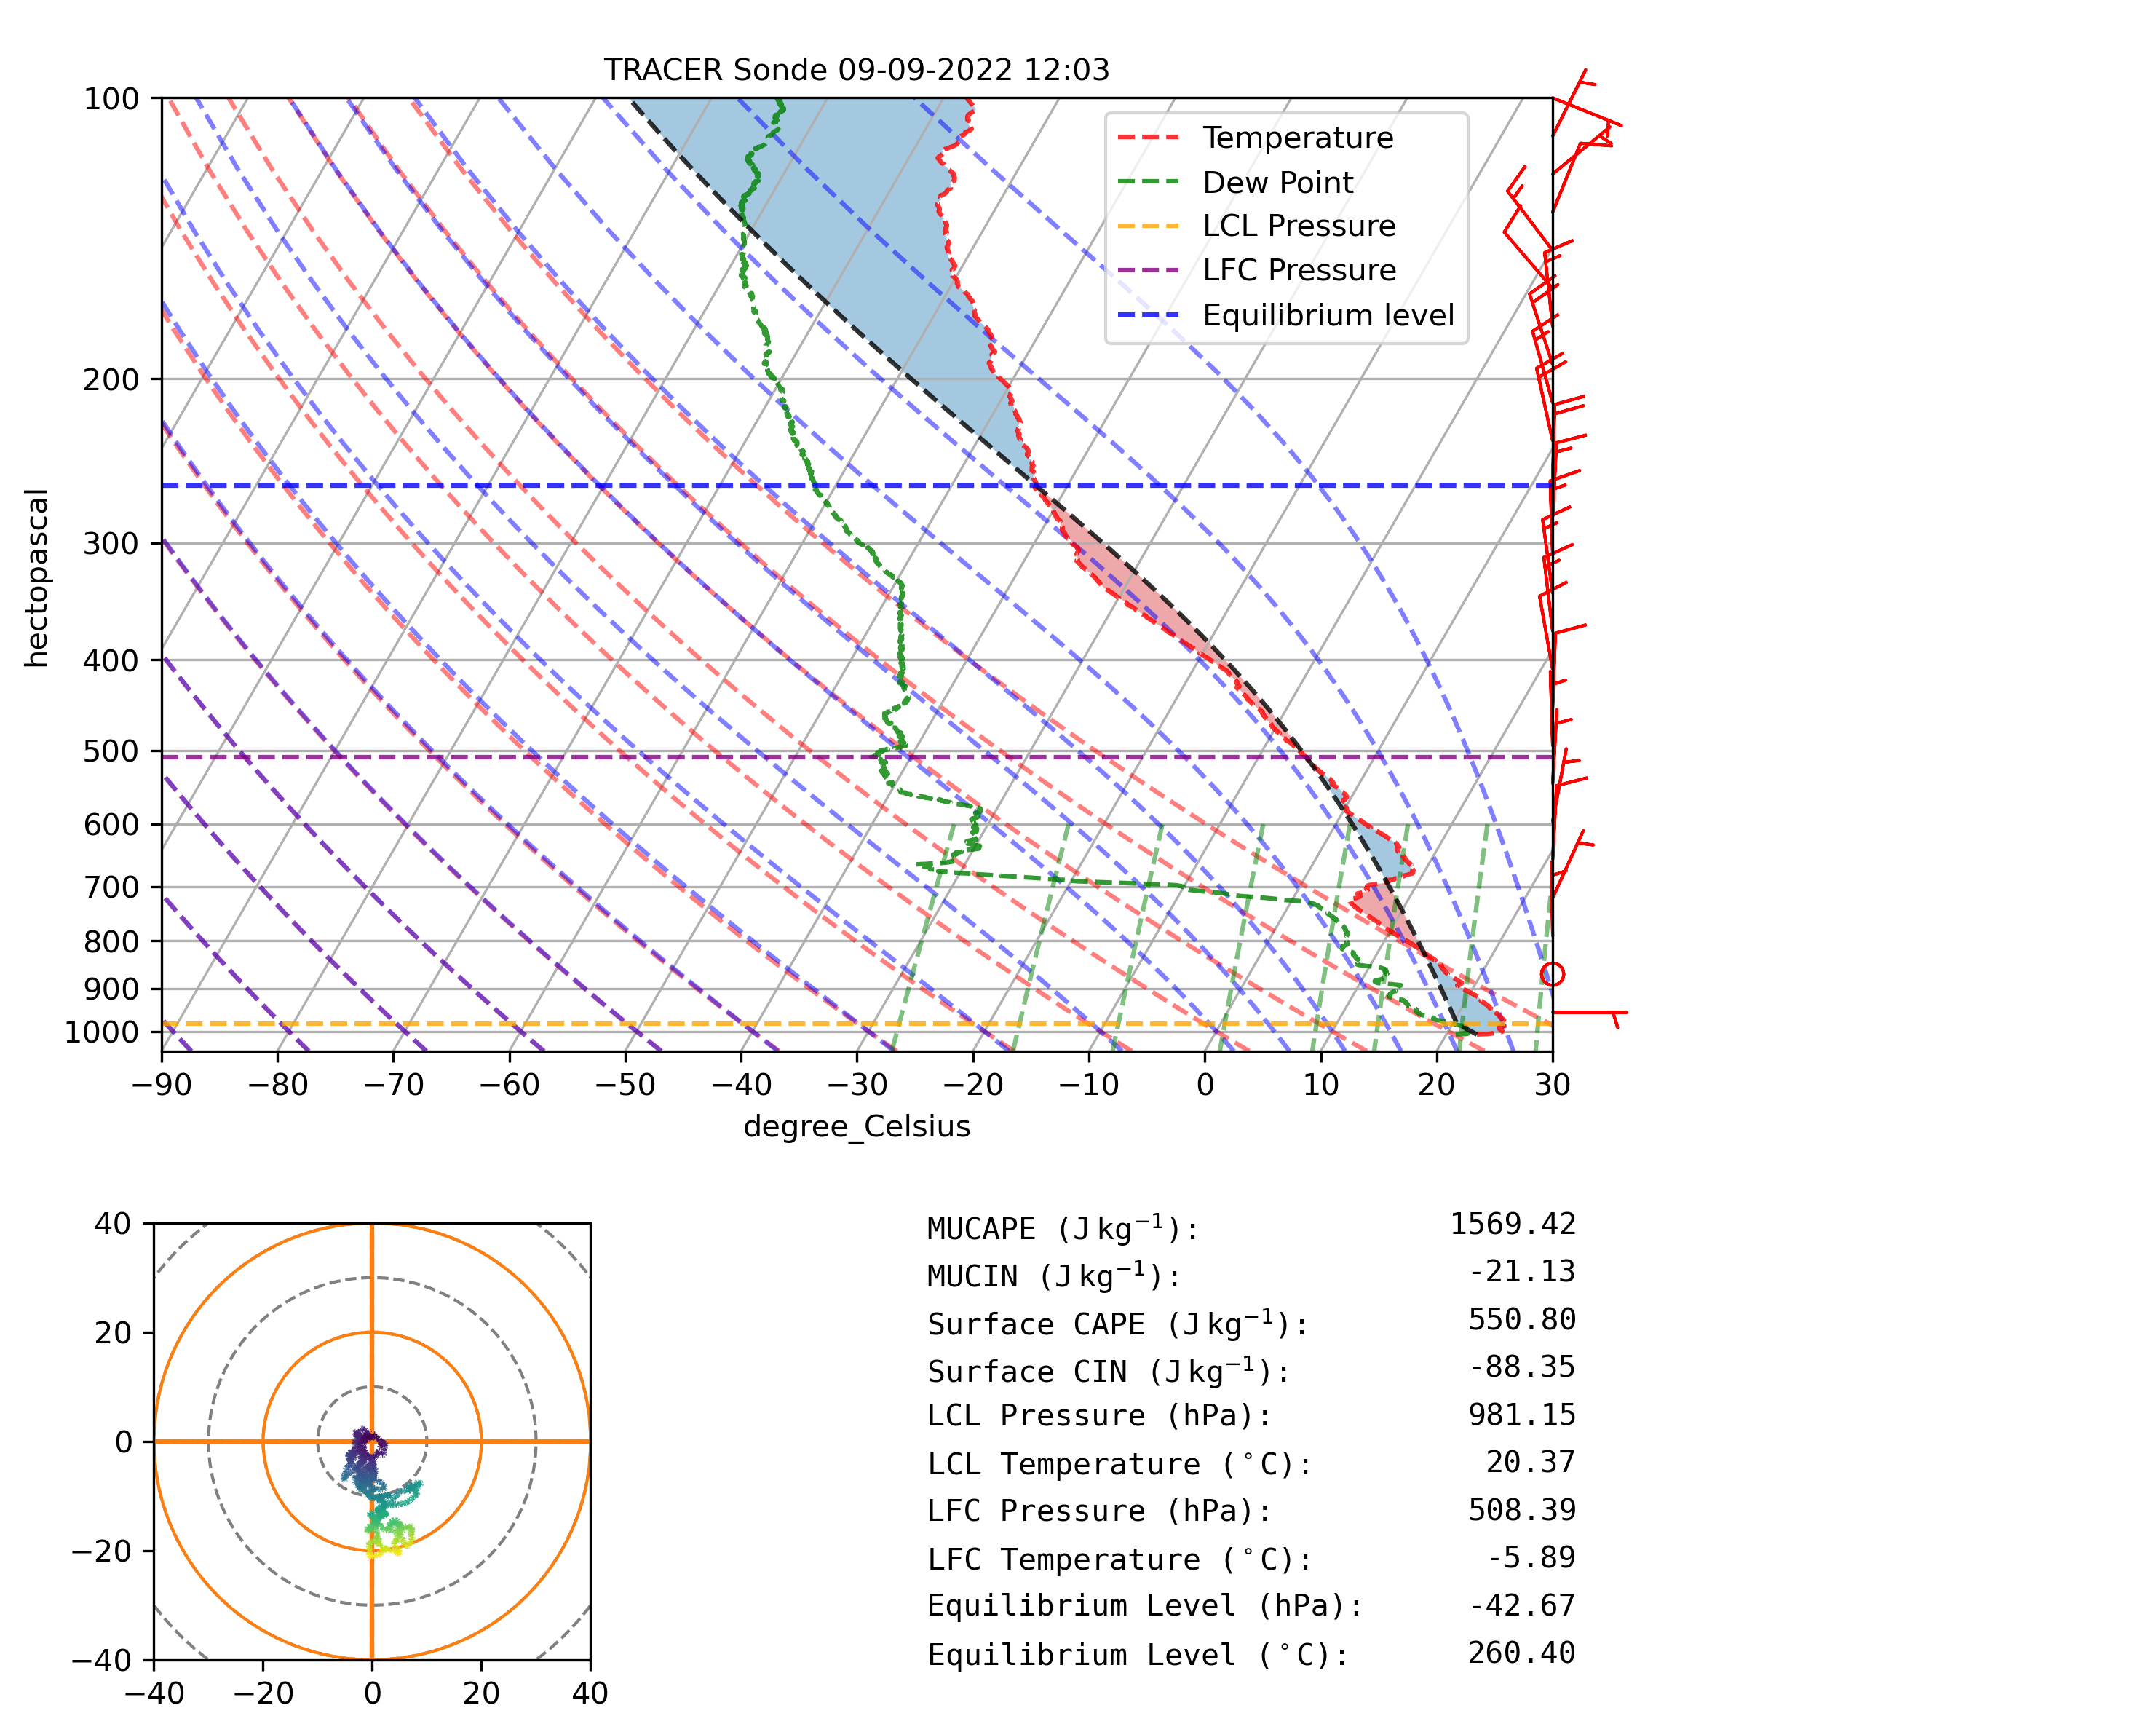 TRACER Sonde 09-09-2022 12:03
100
200
300
400
500
600
700
800
900
1000
hectopascal
Temperature
Dew Point
LCL Pressure
LFC Pressure
Equilibrium level
−90 −80 −70 −60 −50 −40 −30 −20 −10 0 10 20 30
degree_Celsius
40
20
0
−20
−40
−40 −20 0 20 40
MUCAPE (J kg⁻¹): 1569.42
MUCIN (J kg⁻¹): -21.13
Surface CAPE (J kg⁻¹): 550.80
Surface CIN (J kg⁻¹): -88.35
LCL Pressure (hPa): 981.15
LCL Temperature (°C): 20.37
LFC Pressure (hPa): 508.39
LFC Temperature (°C): -5.89
Equilibrium Level (hPa): -42.67
Equilibrium Level (°C): 260.40